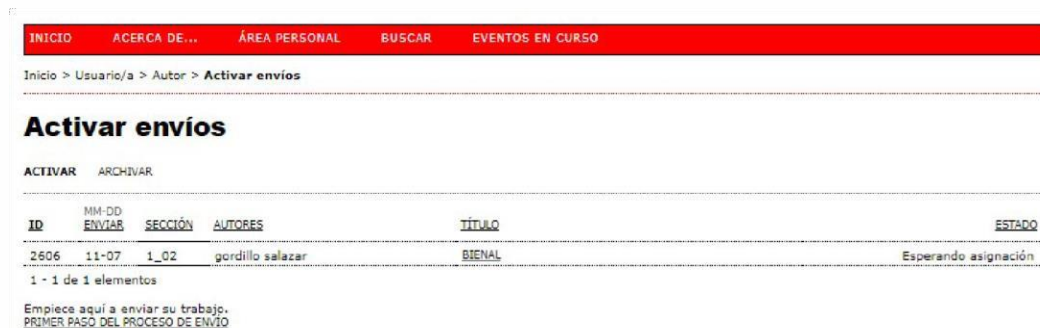 INICIO ACERCA DE... ÁREA PERSONAL BUSCAR EVENTOS EN CURSO
Inicio > Usuario/a > Autor > Activar envíos
Activar envíos
ACTIVAR ARCHIVAR
MM-DD
ID ENVIAR SECCIÓN AUTORES TÍTULO ESTADO
2606 11-07 1_02 gordillo salazar BIENAL Esperando asignación
1 - 1 de 1 elementos
Empiece aquí a enviar su trabajo.
PRIMER PASO DEL PROCESO DE ENVÍO